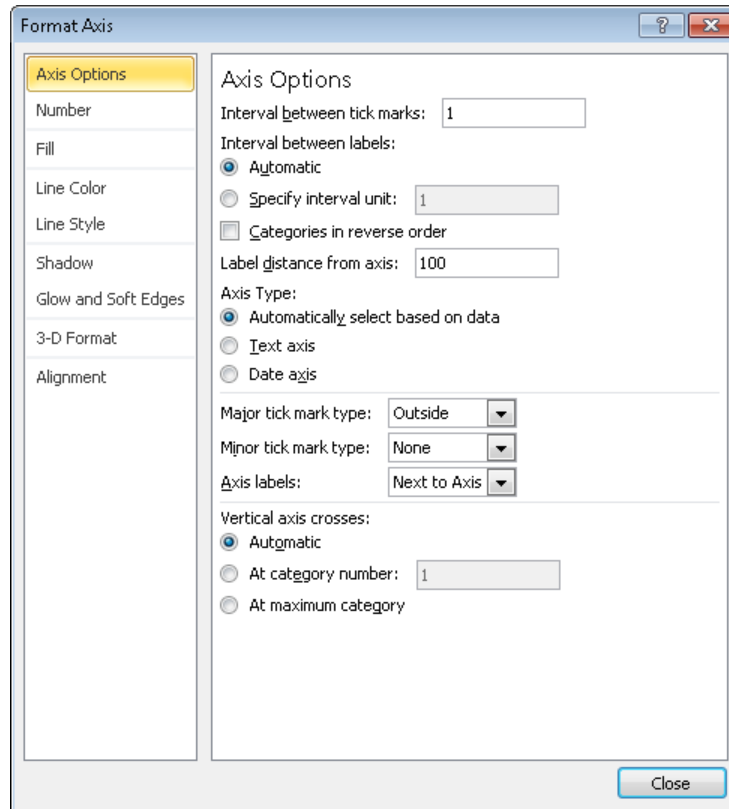 Format Axis
Axis Options
Number
Fill
Line Color
Line Style
Shadow
Glow and Soft Edges
3-D Format
Alignment
Axis Options
Interval between tick marks: 1
Interval between labels:
Automatic
Specify interval unit: 1
Categories in reverse order
Label distance from axis: 100
Axis Type:
Automatically select based on data
Text axis
Date axis
Major tick mark type: Outside
Minor tick mark type: None
Axis labels: Next to Axis
Vertical axis crosses:
Automatic
At category number: 1
At maximum category
Close